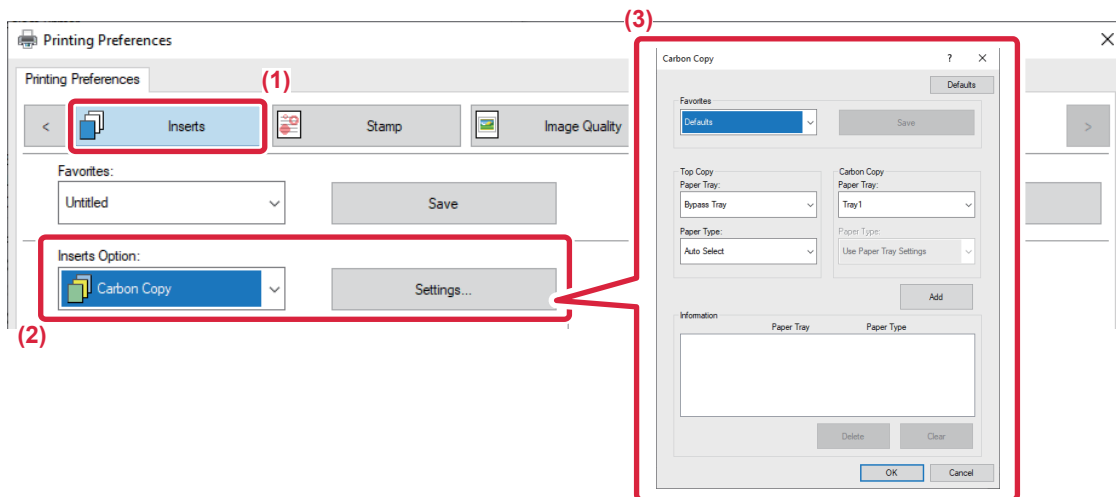 (3)
Printing Preferences
Printing Preferences
(1)
<
Inserts
Stamp
Image Quality
>
Favorites:
Untitled
Save
Inserts Option:
Carbon Copy
Settings...
(2)
Carbon Copy
?
Defaults
Favorites
Defaults
Save
Top Copy
Carbon Copy
Paper Tray:
Paper Tray:
Bypass Tray
Tray1
Paper Type:
Paper Type:
Auto Select
Use Paper Tray Settings
Add
Information
Paper Tray
Paper Type
Delete
Clear
OK
Cancel